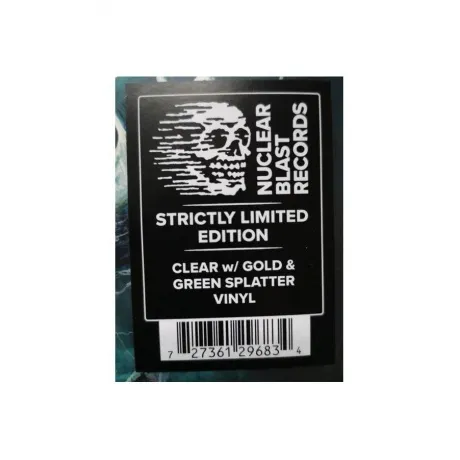 NUCLEAR
BLAST
RECORDS
STRICTLY LIMITED
EDITION
CLEAR w/ GOLD &
GREEN SPLATTER
VINYL
7 27361 29683 4